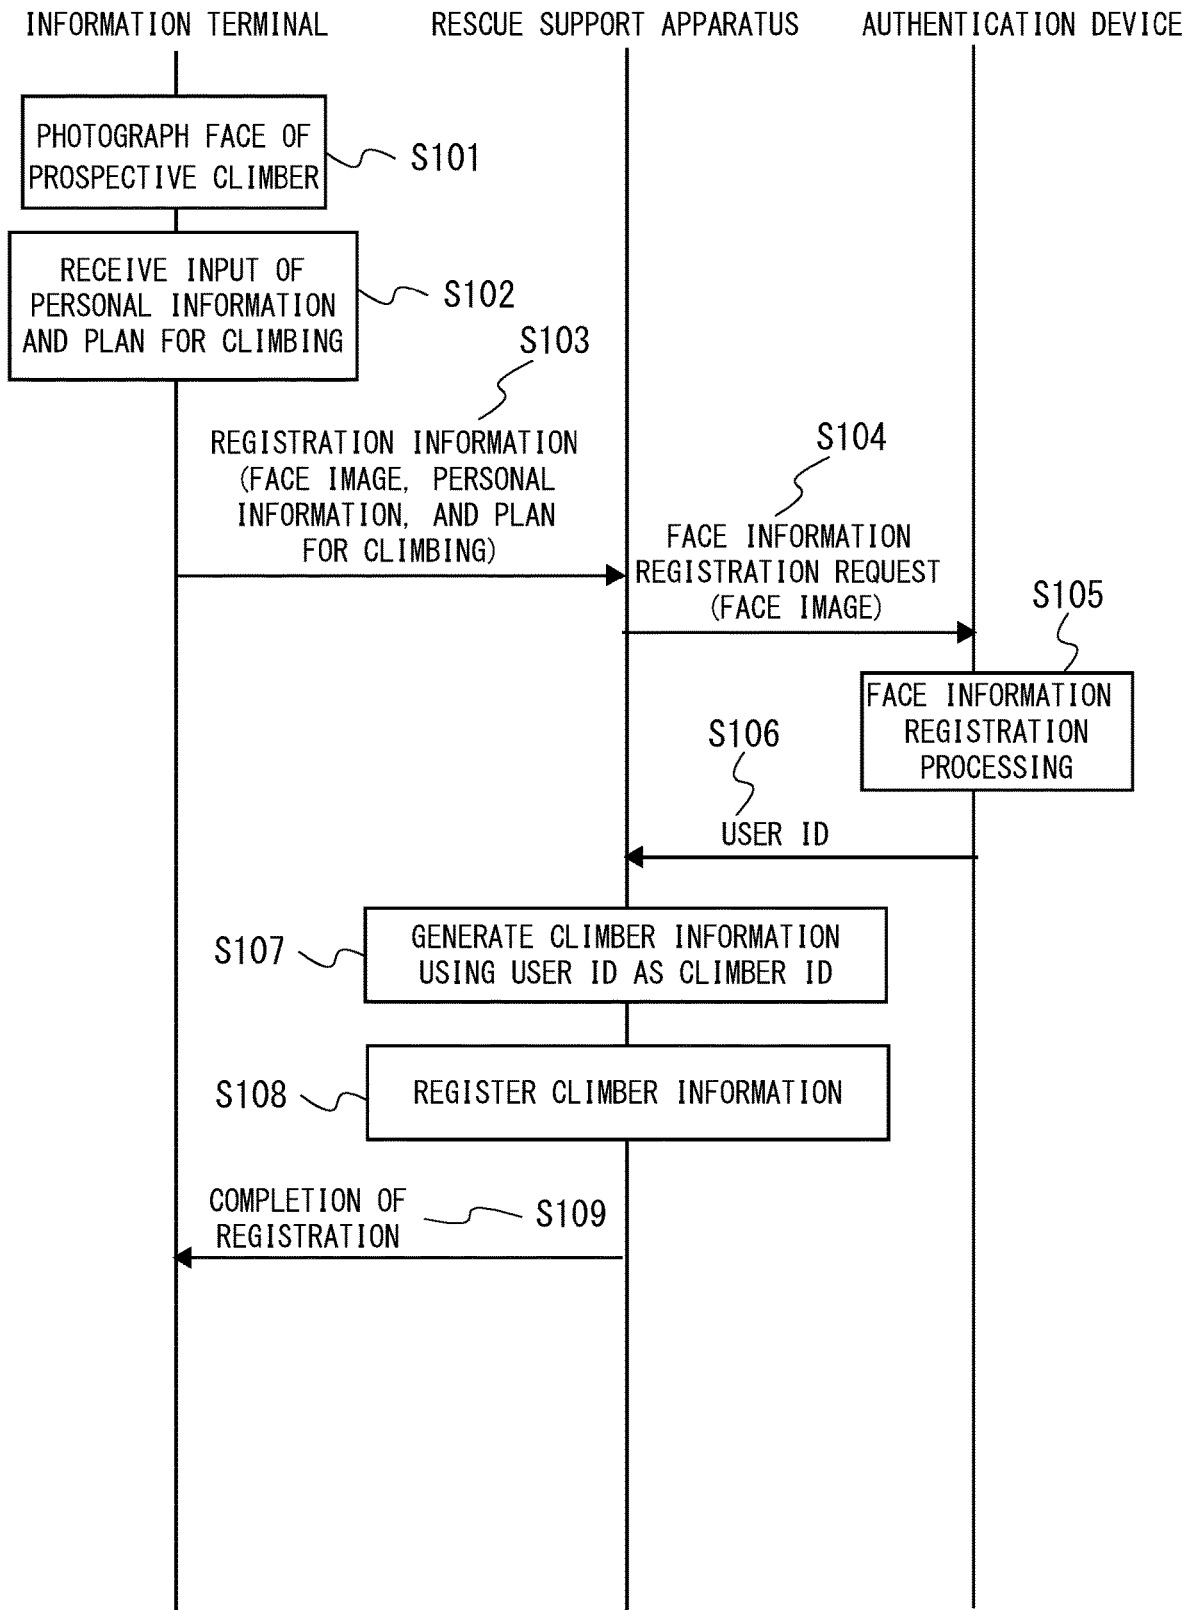 INFORMATION TERMINAL
RESCUE SUPPORT APPARATUS
AUTHENTICATION DEVICE
PHOTOGRAPH FACE OF
PROSPECTIVE CLIMBER
S101
RECEIVE INPUT OF
PERSONAL INFORMATION
AND PLAN FOR CLIMBING
S102
S103
REGISTRATION INFORMATION
(FACE IMAGE, PERSONAL
INFORMATION, AND PLAN
FOR CLIMBING)
S104
FACE INFORMATION
REGISTRATION REQUEST
(FACE IMAGE)
S105
FACE INFORMATION
REGISTRATION
PROCESSING
S106
USER ID
S107
GENERATE CLIMBER INFORMATION
USING USER ID AS CLIMBER ID
S108
REGISTER CLIMBER INFORMATION
COMPLETION OF
REGISTRATION
S109